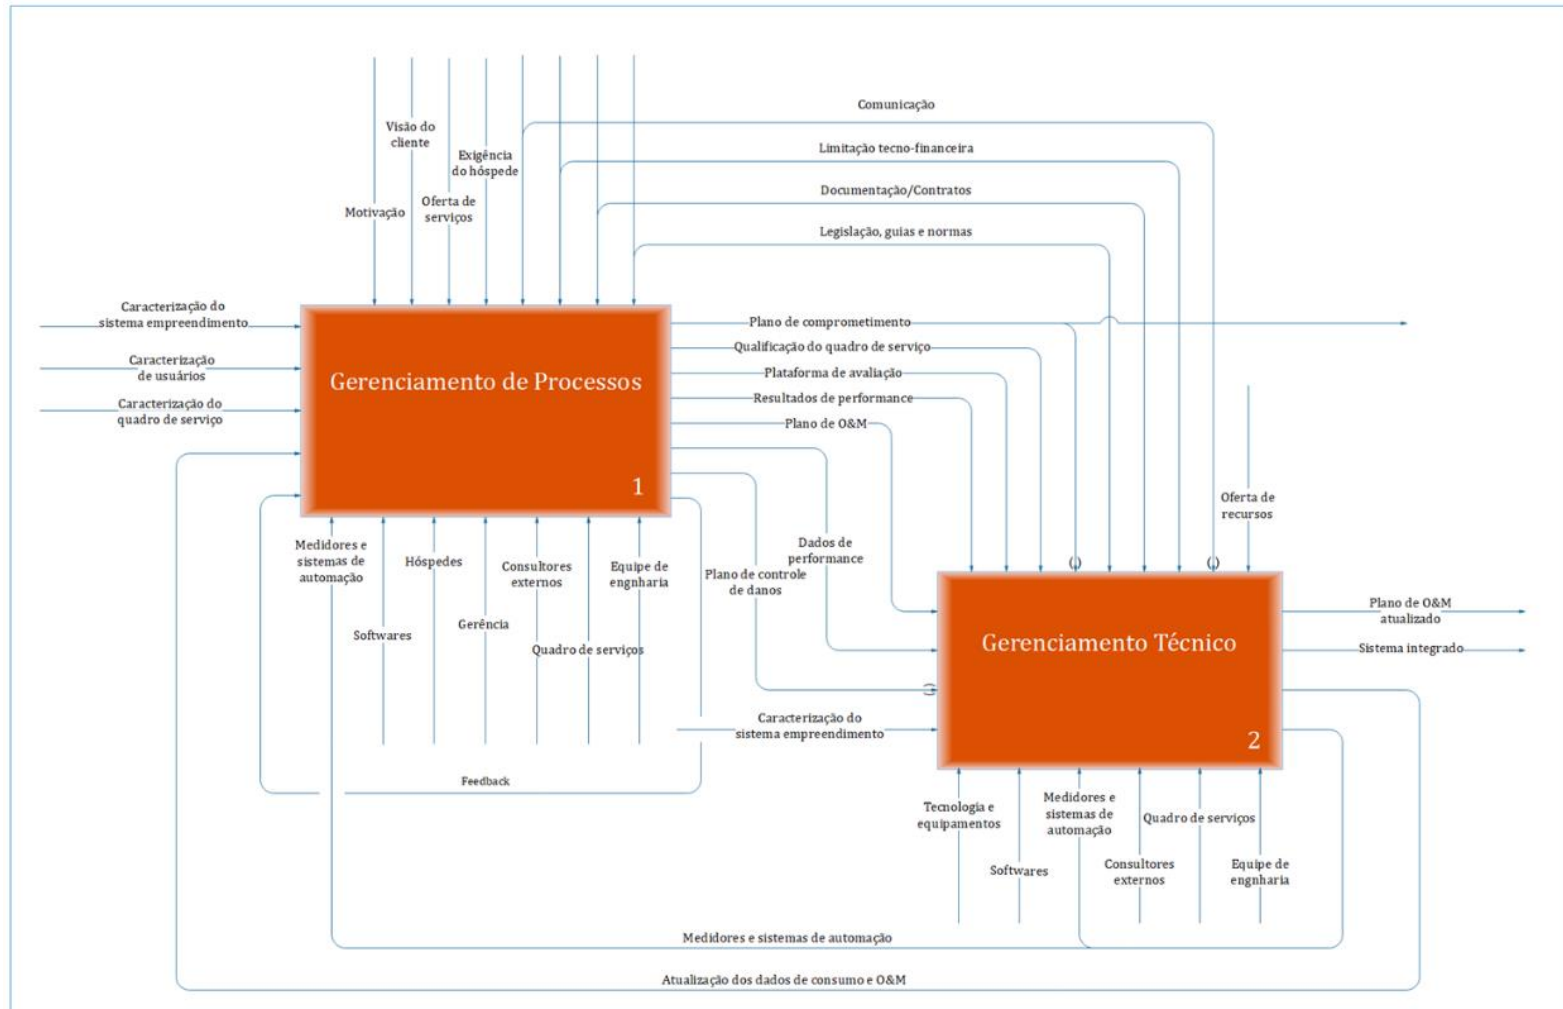 Comunicação
Visão do
cliente
Limitação tecno-financeira
Exigência
do hóspede
Documentação/Contratos
Oferta de
serviços
Motivação
Legislação, guias e normas
Caracterização do
sistema empreendimento
Caracterização
de usuários
Caracterização do
quadro de serviço
Gerenciamento de Processos
1
Plano de comprometimento
Qualificação do quadro de serviço
Plataforma de avaliação
Resultados de performance
Plano de O&M
Oferta de
recursos
Medidores e
sistemas de
automação
Hóspedes
Consultores
externos
Equipe de
engnharia
Softwares
Gerência
Quadro de serviços
Dados de
performance
Plano de controle
de danos
()
()
()
Gerenciamento Técnico
2
Plano de O&M
atualizado
Sistema integrado
Caracterização do
sistema empreendimento
Feedback
Tecnologia e
equipamentos
Medidores e
sistemas de
automação
Quadro de serviços
Softwares
Consultores
externos
Equipe de
engnharia
Medidores e sistemas de automação
Atualização dos dados de consumo e O&M